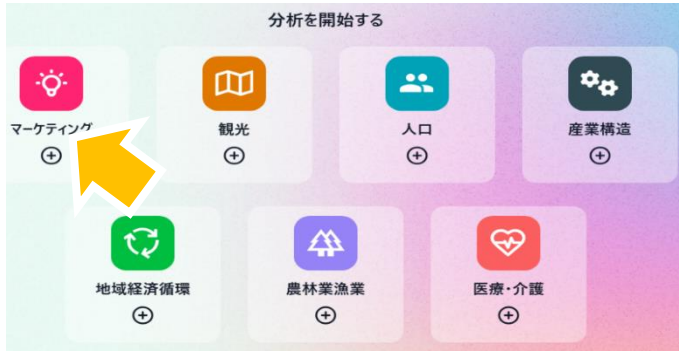 分析を開始する
マーケティング
観光
人口
産業構造
地域経済循環
農林業漁業
医療・介護